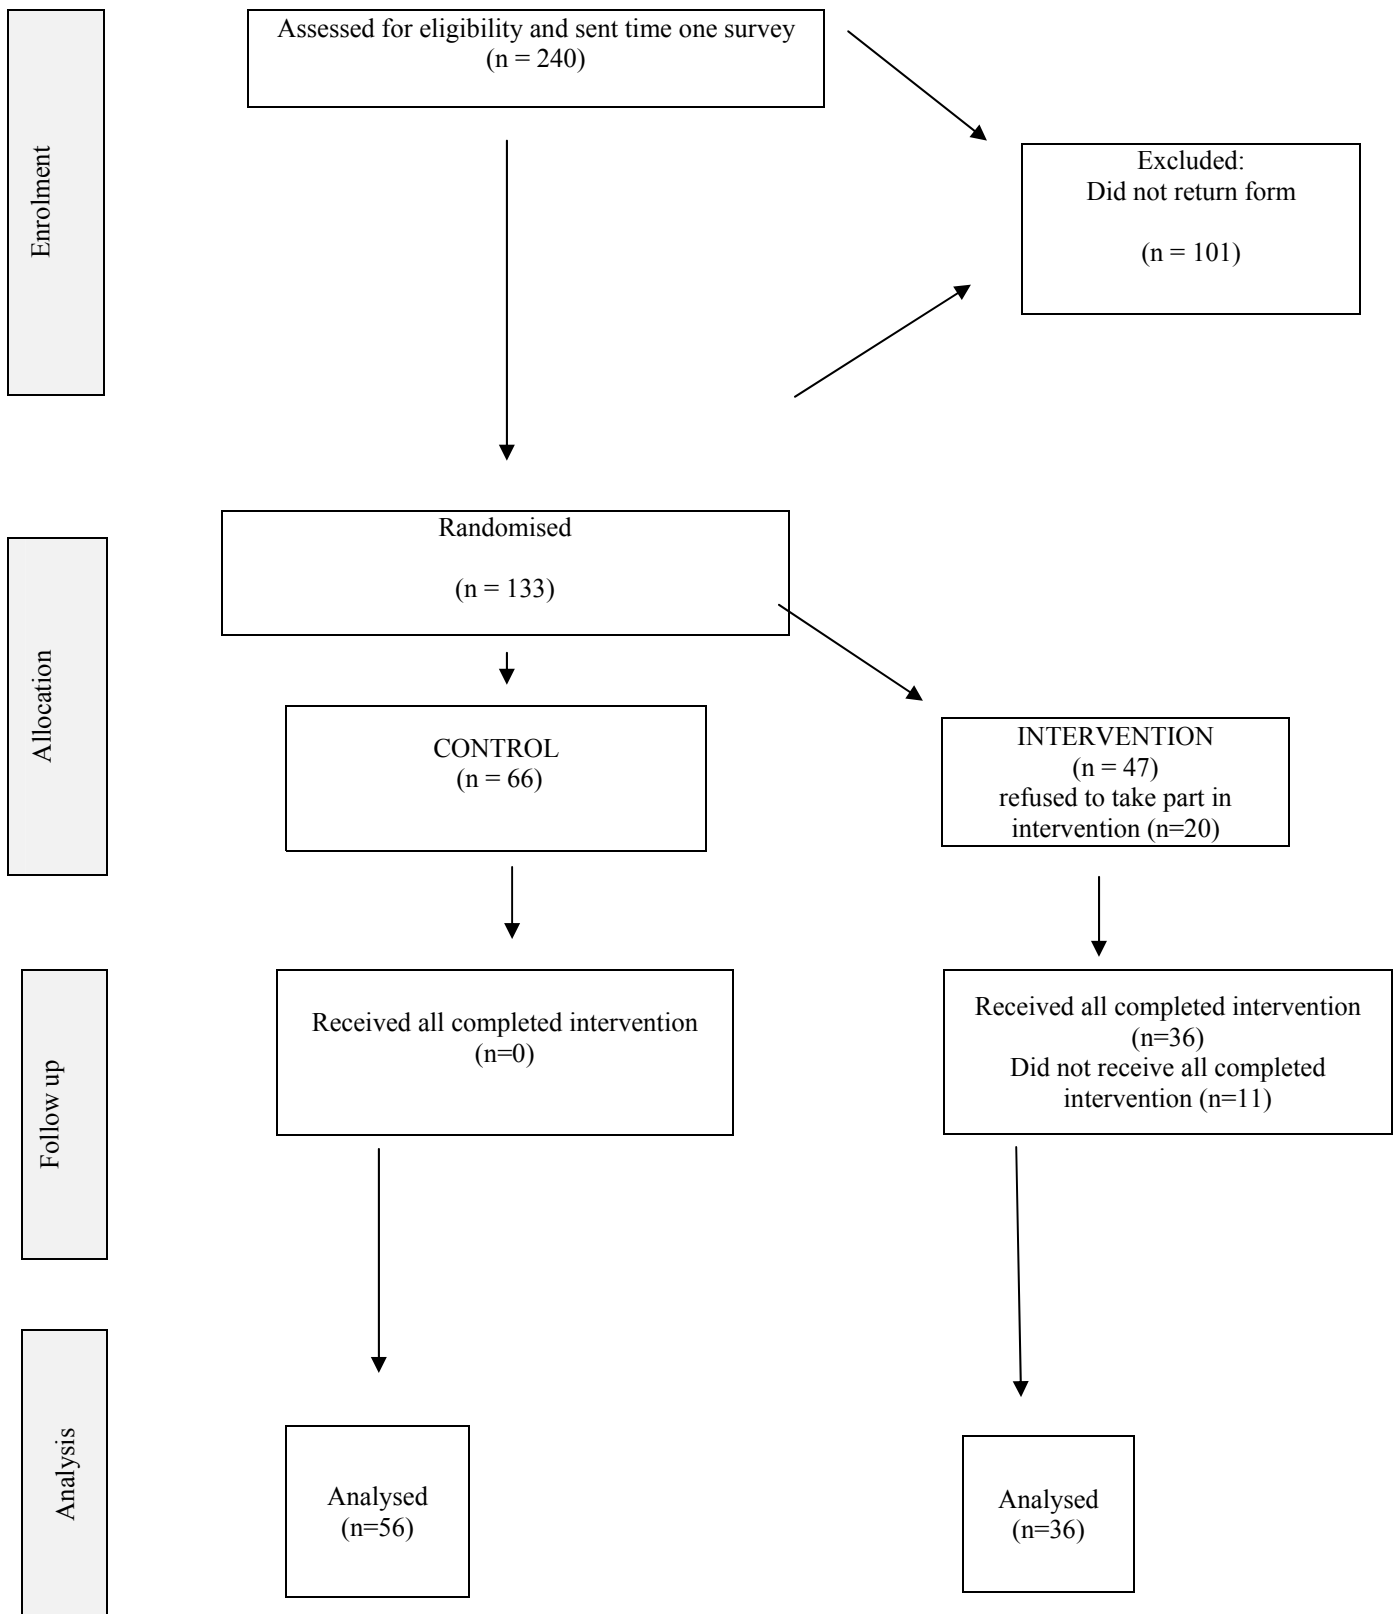 Enrolment
Assessed for eligibility and sent time one survey
(n = 240)
Excluded:
Did not return form
(n = 101)
Allocation
Randomised
(n = 133)
CONTROL
(n = 66)
INTERVENTION
(n = 47)
refused to take part in
intervention (n=20)
Follow up
Received all completed intervention
(n=0)
Received all completed intervention
(n=36)
Did not receive all completed
intervention (n=11)
Analysis
Analysed
(n=56)
Analysed
(n=36)